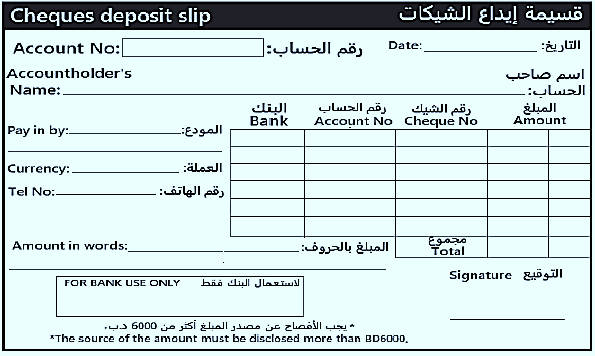 Cheques deposit slip قسيمة إيداع الشيكات
Account No: رقم الحساب: Date: التاريخ:
Accountholder's اسم صاحب
Name: الحساب:
البنك رقم الحساب رقم الشيك المبلغ
Bank Account No Cheque No Amount
Pay in by: المودع:
Currency: العملة:
Tel No: رقم الهاتف:
Amount in words: المبلغ بالحروف: مجموع
Total
Signature التوقيع
FOR BANK USE ONLY لاستعمال البنك فقط
* يجب الأفصاح عن مصدر المبلغ أكثر من 6000 د.ب.
*The source of the amount must be disclosed more than BD6000.